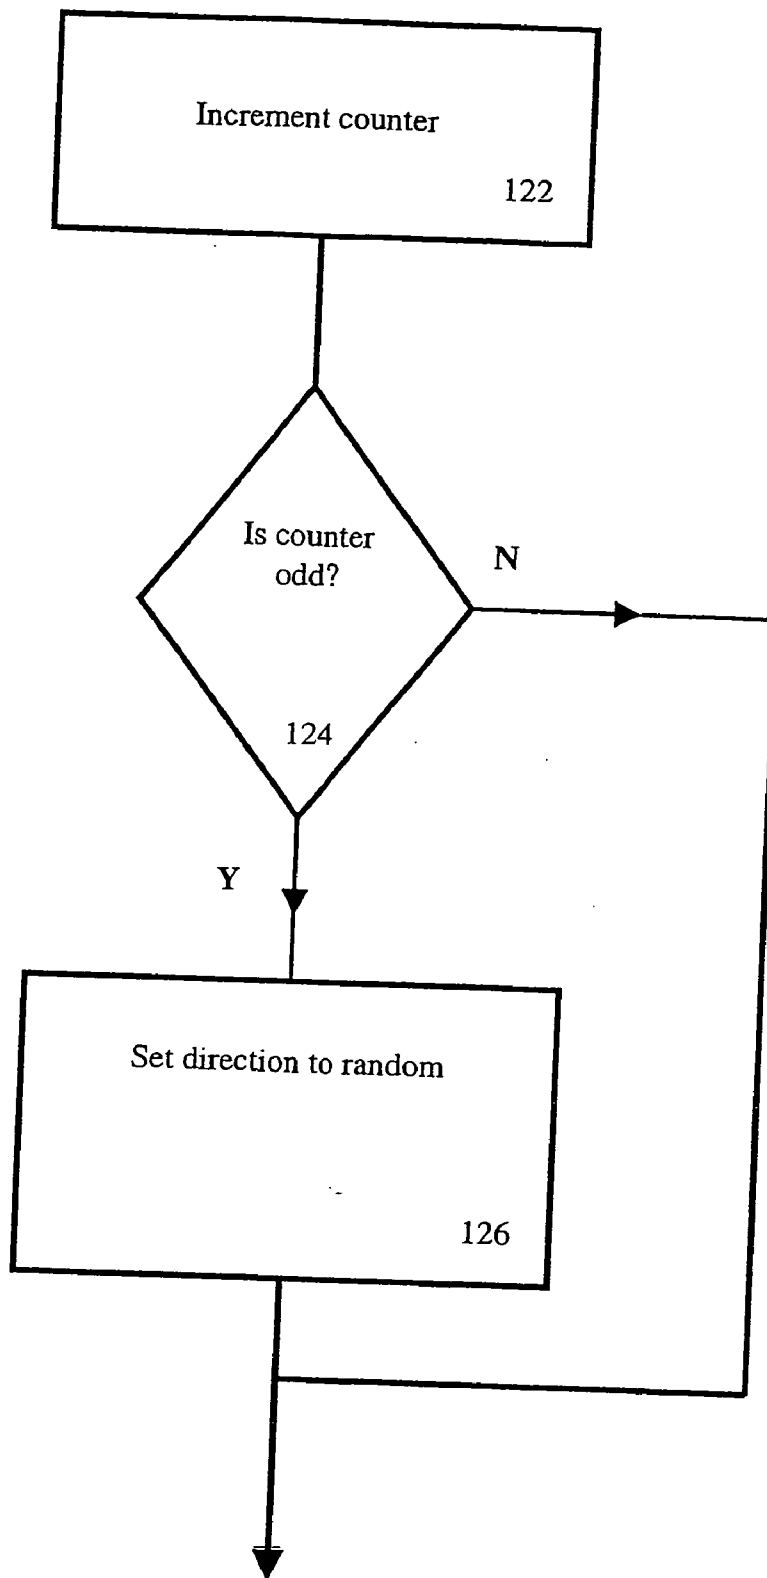 Increment counter
122
Is counter
odd?
N
124
Y
Set direction to random
126